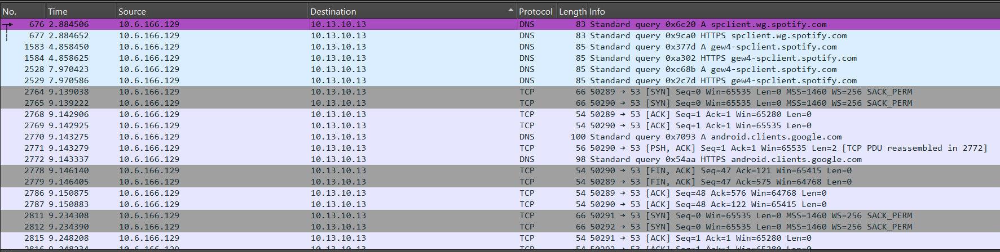 No. Time Source Destination Protocol Length Info
676 2.884506 10.6.166.129 10.13.10.13 DNS 83 Standard query 0x6c20 A spclient.wg.spotify.com
677 2.884652 10.6.166.129 10.13.10.13 DNS 83 Standard query 0x9ca0 HTTPS spclient.wg.spotify.com
1583 4.858450 10.6.166.129 10.13.10.13 DNS 85 Standard query 0x377d A gew4-spclient.spotify.com
1584 4.858625 10.6.166.129 10.13.10.13 DNS 85 Standard query 0xa302 HTTPS gew4-spclient.spotify.com
2528 7.970423 10.6.166.129 10.13.10.13 DNS 85 Standard query 0xc68b A gew4-spclient.spotify.com
2529 7.970586 10.6.166.129 10.13.10.13 DNS 85 Standard query 0x2c7d HTTPS gew4-spclient.spotify.com
2764 9.139038 10.6.166.129 10.13.10.13 TCP 66 50289 → 53 [SYN] Seq=0 Win=65535 Len=0 MSS=1460 WS=256 SACK_PERM
2765 9.139222 10.6.166.129 10.13.10.13 TCP 66 50290 → 53 [SYN] Seq=0 Win=65535 Len=0 MSS=1460 WS=256 SACK_PERM
2768 9.142906 10.6.166.129 10.13.10.13 TCP 54 50289 → 53 [ACK] Seq=1 Ack=1 Win=65280 Len=0
2769 9.142925 10.6.166.129 10.13.10.13 TCP 54 50290 → 53 [ACK] Seq=1 Ack=1 Win=65535 Len=0
2770 9.143275 10.6.166.129 10.13.10.13 DNS 100 Standard query 0x7093 A android.clients.google.com
2771 9.143279 10.6.166.129 10.13.10.13 TCP 56 50290 → 53 [PSH, ACK] Seq=1 Ack=1 Win=65535 Len=2 [TCP PDU reassembled in 2772]
2772 9.143337 10.6.166.129 10.13.10.13 DNS 98 Standard query 0x54aa HTTPS android.clients.google.com
2778 9.146140 10.6.166.129 10.13.10.13 TCP 54 50290 → 53 [FIN, ACK] Seq=47 Ack=121 Win=65415 Len=0
2779 9.146405 10.6.166.129 10.13.10.13 TCP 54 50289 → 53 [FIN, ACK] Seq=47 Ack=575 Win=64768 Len=0
2786 9.150875 10.6.166.129 10.13.10.13 TCP 54 50289 → 53 [ACK] Seq=48 Ack=576 Win=64768 Len=0
2787 9.150883 10.6.166.129 10.13.10.13 TCP 54 50290 → 53 [ACK] Seq=48 Ack=122 Win=65415 Len=0
2811 9.234308 10.6.166.129 10.13.10.13 TCP 66 50291 → 53 [SYN] Seq=0 Win=65535 Len=0 MSS=1460 WS=256 SACK_PERM
2812 9.234390 10.6.166.129 10.13.10.13 TCP 66 50292 → 53 [SYN] Seq=0 Win=65535 Len=0 MSS=1460 WS=256 SACK_PERM
2815 9.248208 10.6.166.129 10.13.10.13 TCP 54 50291 → 53 [ACK] Seq=1 Ack=1 Win=65280 Len=0
2816 9.248234 10.6.166.129 10.13.10.13 TCP 54 50292 → 53 [ACK] Seq=1 Ack=1 Win=65280 Len=0